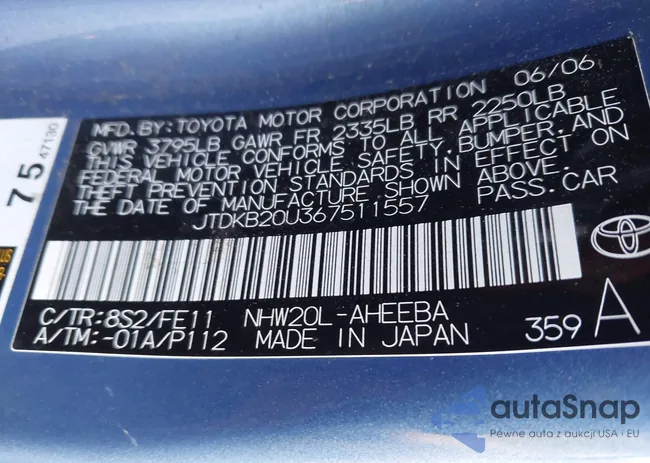 MFD.BY:TOYOTA MOTOR CORPORATION 06/06
GVWR 3795LB GAWR FR 2335LB RR 2250LB
THIS VEHICLE CONFORMS TO ALL APPLICABLE
FEDERAL MOTOR VEHICLE SAFETY,BUMPER,AND
THEFT PREVENTION STANDARDS IN EFFECT ON
THE DATE OF MANUFACTURE SHOWN ABOVE.
JTDKB20U367511557 PASS.CAR
C/TR:8S2/FE11 NHW20L-AHEEBA
A/TM:-01A/P112 MADE IN JAPAN 359 A
75
47130
autaSnap
Pewne auta z aukcji USA i EU